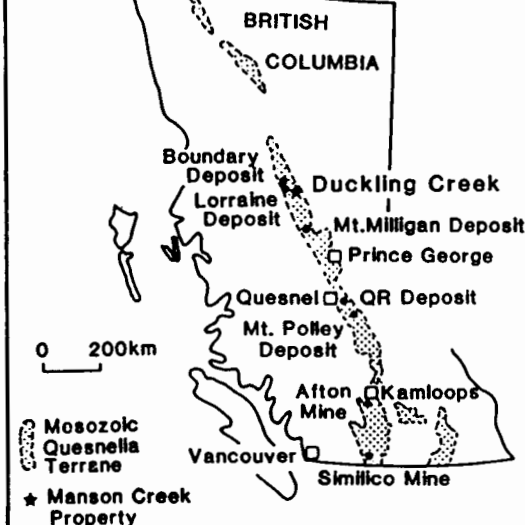 BRITISH
COLUMBIA
Boundary
Deposit
Duckling Creek
Lorraine
Deposit
Mt.Milligan Deposit
Prince George
Quesnel
QR Deposit
Mt. Polley
Deposit
0 200km
Afton
Mine
Kamloops
Mosozoic
Quesnella
Terrane
Vancouver
Similico Mine
Manson Creek
Property